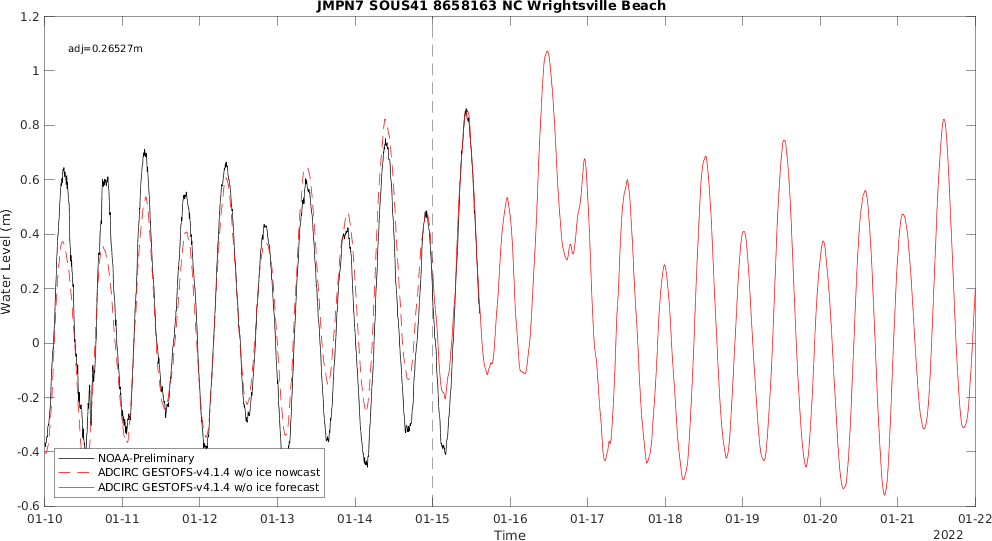 JMPN7 SOUS41 8658163 NC Wrightsville Beach
adj=0.26527m
Water Level (m)
1.2
1
0.8
0.6
0.4
0.2
0
-0.2
-0.4
-0.6
NOAA-Preliminary
ADCIRC GESTOFS-v4.1.4 w/o ice nowcast
ADCIRC GESTOFS-v4.1.4 w/o ice forecast
01-10 01-11 01-12 01-13 01-14 01-15 01-16 01-17 01-18 01-19 01-20 01-21 01-22
Time
2022